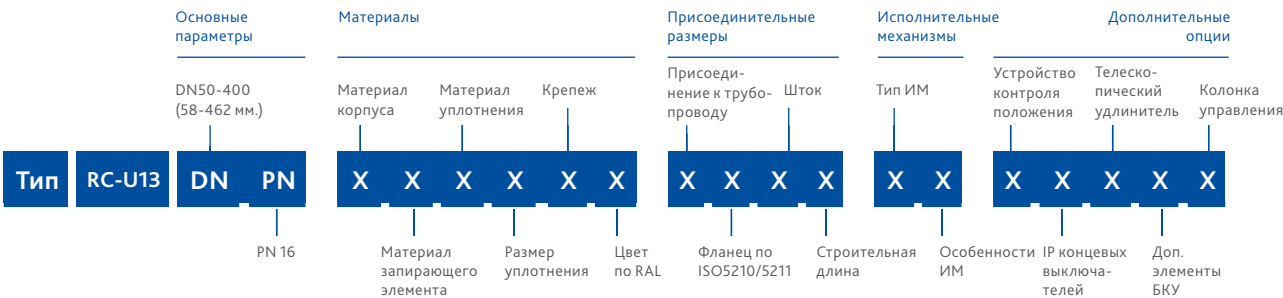 Основные
параметры
Материалы
Присоединительные
размеры
Исполнительные
механизмы
Дополнительные
опции
DN50-400
(58-462 мм.)
Материал
корпуса
Материал
уплотнения
Крепеж
Присоеди-
нение к трубо-
проводу
Шток
Тип ИМ
Устройство
контроля
положения
Телеско-
пический
удлинитель
Колонка
управления
Тип RC-U13 DN PN X X X X X X X X X X X X X X X X X
PN 16
Материал
запирающего
элемента
Размер
уплотнения
Цвет
по RAL
Фланец по
ISO5210/5211
Строительная
длина
Особенности
ИМ
IP концевых
выключа-
телей
Доп.
элементы
БКУ